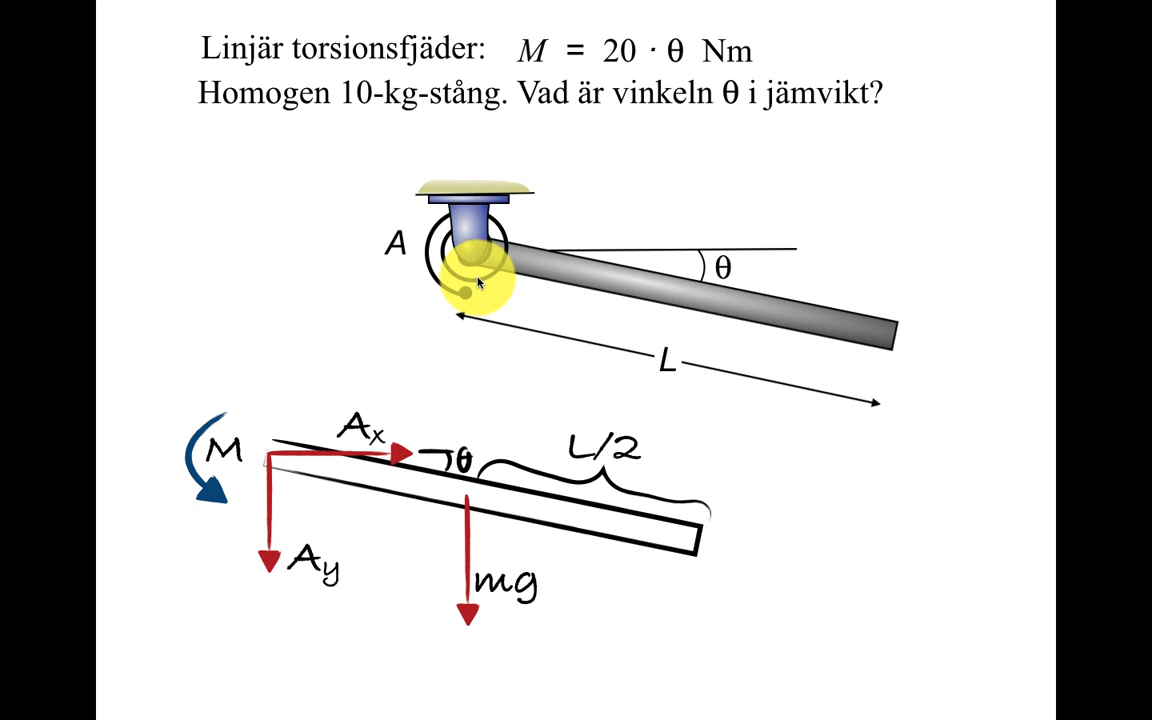 Linjär torsionsfjäder: M = 20 · θ Nm
Homogen 10-kg-stång. Vad är vinkeln θ i jämvikt?
A
θ
L
M
Ax
θ
L/2
Ay
mg